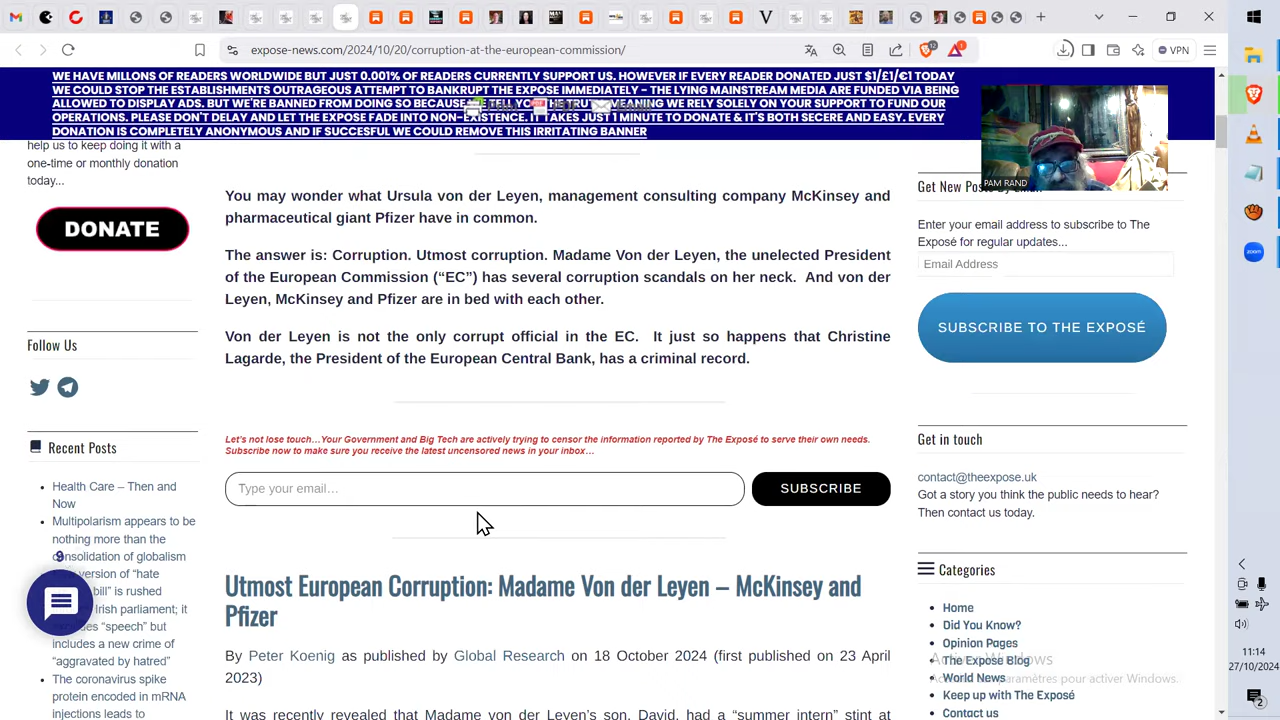 expose-news.com/2024/10/20/corruption-at-the-european-commission/
12
1
VPN
WE HAVE MILLONS OF READERS WORLDWIDE BUT JUST 0.001% OF READERS CURRENTLY SUPPORT US. HOWEVER IF EVERY READER DONATED JUST $1/£1/€1 TODAY
WE COULD STOP THE ESTABLISHMENTS OUTRAGEOUS ATTEMPT TO BANKRUPT THE EXPOSE IMMEDIATELY - THE LYING MAINSTREAM MEDIA ARE FUNDED VIA BEING
ALLOWED TO DISPLAY ADS. BUT WE'RE BANNED FROM DOING SO BECAUSE WE TELL YOU THE TRUTH. MEANING WE RELY SOLELY ON YOUR SUPPORT TO FUND OUR
OPERATIONS. PLEASE DON'T DELAY AND LET THE EXPOSE FADE INTO NON-EXISTENCE. IT TAKES JUST 1 MINUTE TO DONATE & IT'S BOTH SECERE AND EASY. EVERY
DONATION IS COMPLETELY ANONYMOUS AND IF SUCCESFUL WE COULD REMOVE THIS IRRITATING BANNER
help us to keep doing it with a
one-time or monthly donation
today...
DONATE
Follow Us
Recent Posts
Health Care – Then and
Now
Multipolarism appears to be
nothing more than the
consolidation of globalism
version of “hate
bill” is rushed
Irish parliament; it
“speech” but
includes a new crime of
“aggravated by hatred”
The coronavirus spike
protein encoded in mRNA
injections leads to
9
You may wonder what Ursula von der Leyen, management consulting company McKinsey and
pharmaceutical giant Pfizer have in common.
The answer is: Corruption. Utmost corruption. Madame Von der Leyen, the unelected President
of the European Commission (“EC”) has several corruption scandals on her neck. And von der
Leyen, McKinsey and Pfizer are in bed with each other.
Von der Leyen is not the only corrupt official in the EC. It just so happens that Christine
Lagarde, the President of the European Central Bank, has a criminal record.
Let’s not lose touch…Your Government and Big Tech are actively trying to censor the information reported by The Exposé to serve their own needs.
Subscribe now to make sure you receive the latest uncensored news in your inbox…
Type your email…
SUBSCRIBE
Utmost European Corruption: Madame Von der Leyen – McKinsey and
Pfizer
By Peter Koenig as published by Global Research on 18 October 2024 (first published on 23 April
2023)
It was recently revealed that Madame von der Leyen’s son, David, had a “summer intern” stint at
PAM RAND
Get New Posts By Email
Enter your email address to subscribe to The
Exposé for regular updates...
Email Address
SUBSCRIBE TO THE EXPOSÉ
Get in touch
contact@theexpose.uk
Got a story you think the public needs to hear?
Then contact us today.
Categories
Home
Did You Know?
Opinion Pages
The Expose Blog
World News
Keep up with The Exposé
Contact us
Activer Windows
paramètres pour activer Windows.
zoom
11:14
27/10/2024
2